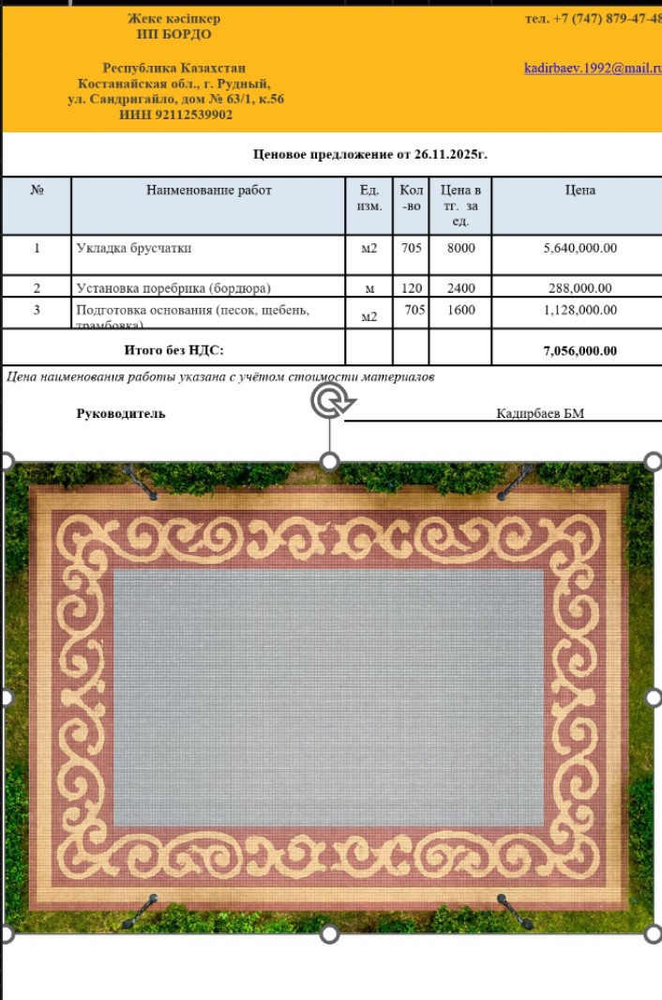 Жеке кәсіпкер
ИП БОРДО
тел. +7 (747) 879-47-48
kadirbaev.1992@mail.ru
Республика Казахстан
Костанайская обл., г. Рудный,
ул. Сандригайло, дом № 63/1, к.56
ИИН 92112539902
Ценовое предложение от 26.11.2025г.
№ Наименование работ Ед. изм. Кол-во Цена в тг. за ед. Цена
1 Укладка брусчатки м2 705 8000 5,640,000.00
2 Установка поребрика (бордюра) м 120 2400 288,000.00
3 Подготовка основания (песок, щебень, трамбовка) м2 705 1600 1,128,000.00
Итого без НДС: 7,056,000.00
Цена наименования работы указана с учётом стоимости материалов
Руководитель Кадирбаев БМ